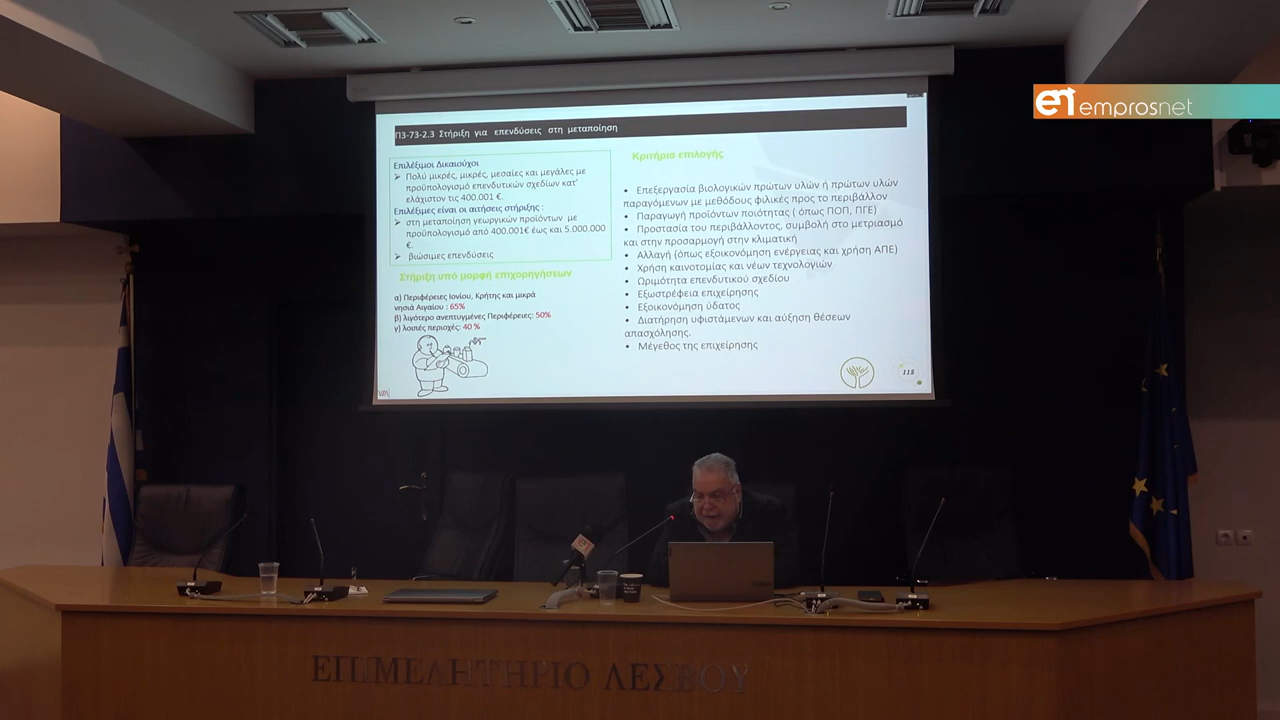 emprosnet
Π3-73-2.3 Στήριξη για επενδύσεις στη μεταποίηση
Επιλέξιμοι Δικαιούχοι
➢ Πολύ μικρές, μικρές, μεσαίες και μεγάλες με
προϋπολογισμό επενδυτικών σχεδίων κατ'
ελάχιστον τις 400.001 €.
Επιλέξιμες είναι οι αιτήσεις στήριξης :
➢ στη μεταποίηση γεωργικών προϊόντων με
προϋπολογισμό από 400.001€ έως και 5.000.000
€.
➢ βιώσιμες επενδύσεις
Στήριξη υπό μορφή επιχορηγήσεων
α) Περιφέρειες Ιονίου, Κρήτης και μικρά
νησιά Αιγαίου : 65%
β) λιγότερο ανεπτυγμένες Περιφέρειες: 50%
γ) λοιπές περιοχές: 40 %
Κριτήρια επιλογής
• Επεξεργασία βιολογικών πρώτων υλών ή πρώτων υλών
παραγόμενων με μεθόδους φιλικές προς το περιβάλλον
• Παραγωγή προϊόντων ποιότητας ( όπως ΠΟΠ, ΠΓΕ)
• Προστασία του περιβάλλοντος, συμβολή στο μετριασμό
και στην προσαρμογή στην κλιματική
• Αλλαγή (όπως εξοικονόμηση ενέργειας και χρήση ΑΠΕ)
• Χρήση καινοτομίας και νέων τεχνολογιών
• Ωριμότητα επενδυτικού σχεδίου
• Εξωστρέφεια επιχείρησης
• Εξοικονόμηση ύδατος
• Διατήρηση υφιστάμενων και αύξηση θέσεων
απασχόλησης.
• Μέγεθος της επιχείρησης
115
ΕΠΙΜΕΛΗΤΗΡΙΟ ΛΕΣΒΟΥ